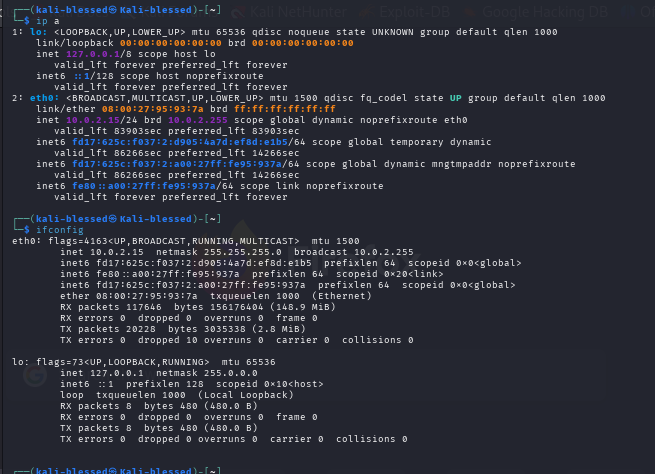 Kali NetHunter Exploit-DB Google Hacking DB
┌──(kali-blessed㉿Kali-blessed)-[~]
└─$ ip a
1: lo: <LOOPBACK,UP,LOWER_UP> mtu 65536 qdisc noqueue state UNKNOWN group default qlen 1000
link/loopback 00:00:00:00:00:00 brd 00:00:00:00:00:00
inet 127.0.0.1/8 scope host lo
valid_lft forever preferred_lft forever
inet6 ::1/128 scope host noprefixroute
valid_lft forever preferred_lft forever
2: eth0: <BROADCAST,MULTICAST,UP,LOWER_UP> mtu 1500 qdisc fq_codel state UP group default qlen 1000
link/ether 08:00:27:95:93:7a brd ff:ff:ff:ff:ff:ff
inet 10.0.2.15/24 brd 10.0.2.255 scope global dynamic noprefixroute eth0
valid_lft 83903sec preferred_lft 83903sec
inet6 fd17:625c:f037:2:d905:4a7d:ef8d:e1b5/64 scope global temporary dynamic
valid_lft 86266sec preferred_lft 14266sec
inet6 fd17:625c:f037:2:a00:27ff:fe95:937a/64 scope global dynamic mngtmpaddr noprefixroute
valid_lft 86266sec preferred_lft 14266sec
inet6 fe80::a00:27ff:fe95:937a/64 scope link noprefixroute
valid_lft forever preferred_lft forever
┌──(kali-blessed㉿Kali-blessed)-[~]
└─$ ifconfig
eth0: flags=4163<UP,BROADCAST,RUNNING,MULTICAST> mtu 1500
inet 10.0.2.15 netmask 255.255.255.0 broadcast 10.0.2.255
inet6 fd17:625c:f037:2:d905:4a7d:ef8d:e1b5 prefixlen 64 scopeid 0×0<global>
inet6 fe80::a00:27ff:fe95:937a prefixlen 64 scopeid 0×20<link>
inet6 fd17:625c:f037:2:a00:27ff:fe95:937a prefixlen 64 scopeid 0×0<global>
ether 08:00:27:95:93:7a txqueuelen 1000 (Ethernet)
RX packets 117646 bytes 156176404 (148.9 MiB)
RX errors 0 dropped 0 overruns 0 frame 0
TX packets 20228 bytes 3035338 (2.8 MiB)
TX errors 0 dropped 10 overruns 0 carrier 0 collisions 0
lo: flags=73<UP,LOOPBACK,RUNNING> mtu 65536
inet 127.0.0.1 netmask 255.0.0.0
inet6 ::1 prefixlen 128 scopeid 0×10<host>
loop txqueuelen 1000 (Local Loopback)
RX packets 8 bytes 480 (480.0 B)
RX errors 0 dropped 0 overruns 0 frame 0
TX packets 8 bytes 480 (480.0 B)
TX errors 0 dropped 0 overruns 0 carrier 0 collisions 0
┌──(kali-blessed㉿Kali-blessed)-[~]